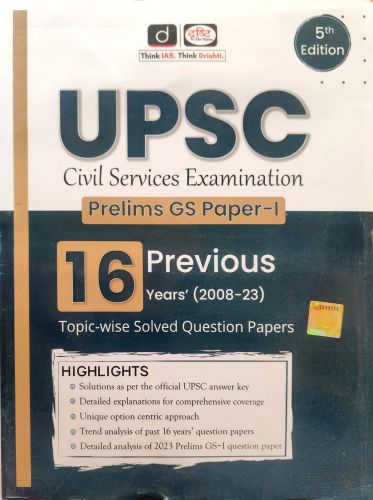 d
दृष्टि
The Vision
Think IAS. Think Drishti.
5th
Edition
UPSC
Civil Services Examination
Prelims GS Paper-I
16 Previous
Years' (2008-23)
Topic-wise Solved Question Papers
HIGHLIGHTS
Solutions as per the official UPSC answer key
Detailed explanations for comprehensive coverage
Unique option centric approach
Trend analysis of past 16 years' question papers
Detailed analysis of 2023 Prelims GS-I question paper